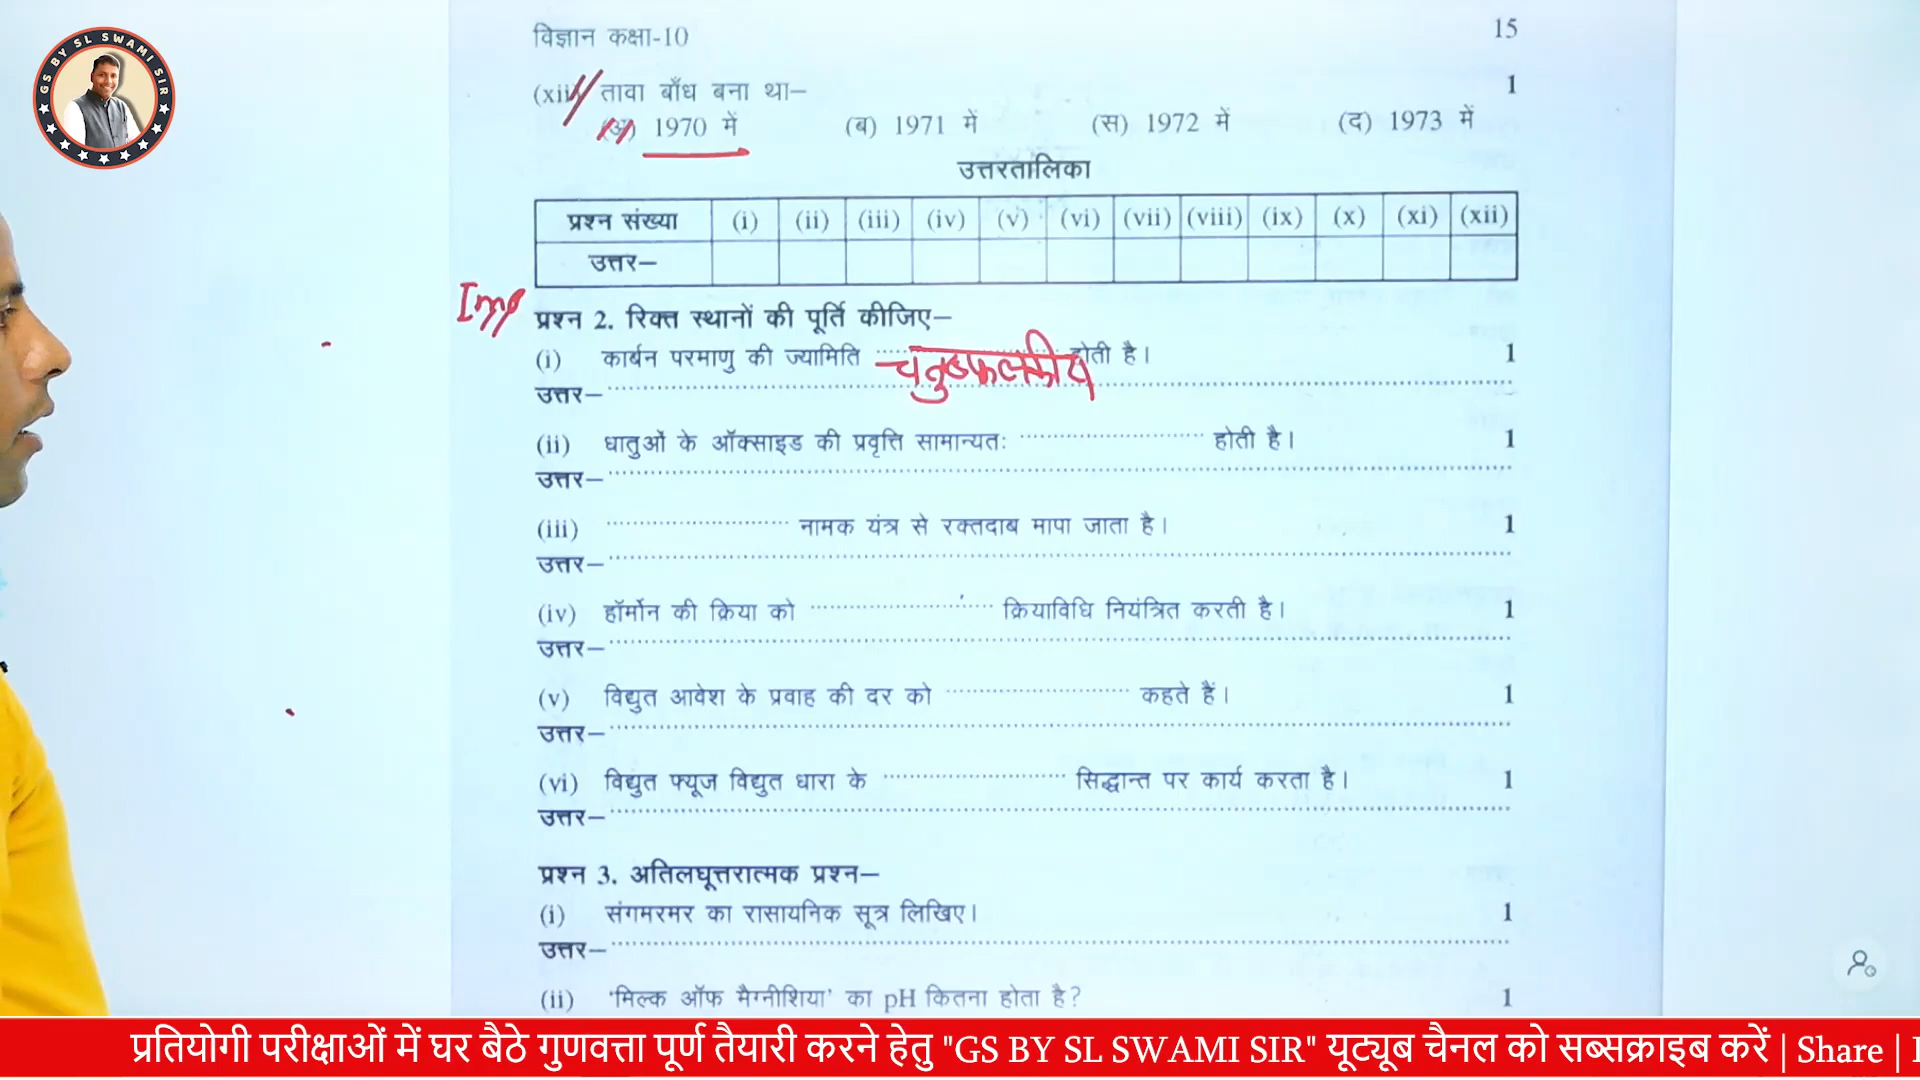 GS BY SL SWAMI SIR
विज्ञान कक्षा-10 15
(xii) तावा बाँध बना था– 1
(अ) 1970 में (ब) 1971 में (स) 1972 में (द) 1973 में
उत्तरतालिका
प्रश्न संख्या (i) (ii) (iii) (iv) (v) (vi) (vii) (viii) (ix) (x) (xi) (xii)
उत्तर–
Imp
प्रश्न 2. रिक्त स्थानों की पूर्ति कीजिए–
(i) कार्बन परमाणु की ज्यामिति चतुष्फलकीय होती है। 1
उत्तर–
(ii) धातुओं के ऑक्साइड की प्रवृत्ति सामान्यतः ........................ होती है। 1
उत्तर–
(iii) ........................ नामक यंत्र से रक्तदाब मापा जाता है। 1
उत्तर–
(iv) हॉर्मोन की क्रिया को ........................ क्रियाविधि नियंत्रित करती है। 1
उत्तर–
(v) विद्युत आवेश के प्रवाह की दर को ........................ कहते हैं। 1
उत्तर–
(vi) विद्युत फ्यूज विद्युत धारा के ........................ सिद्धान्त पर कार्य करता है। 1
उत्तर–
प्रश्न 3. अतिलघूत्तरात्मक प्रश्न–
(i) संगमरमर का रासायनिक सूत्र लिखिए। 1
उत्तर–
(ii) 'मिल्क ऑफ मैग्नीशिया' का pH कितना होता है? 1
प्रतियोगी परीक्षाओं में घर बैठे गुणवत्ता पूर्ण तैयारी करने हेतु "GS BY SL SWAMI SIR" यूट्यूब चैनल को सब्सक्राइब करें | Share |